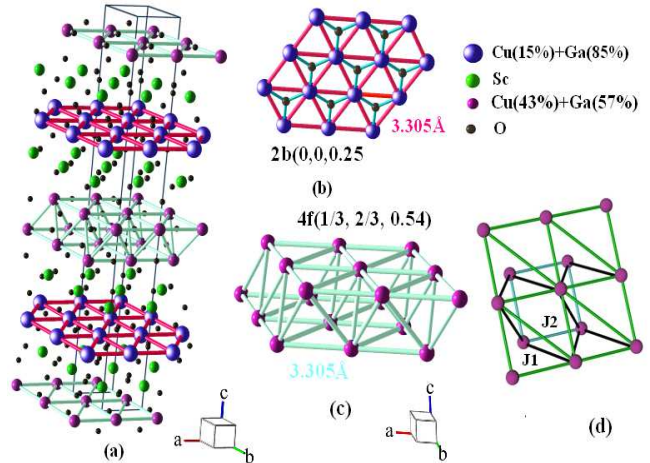 Cu(15%)+Ga(85%)
Sc
Cu(43%)+Ga(57%)
O
3.305Å
2b(0,0,0.25
(b)
4f(1/3, 2/3, 0.54)
J2
J1
3.305Å
(c)
(d)
c
a
b
(a)
c
a
b